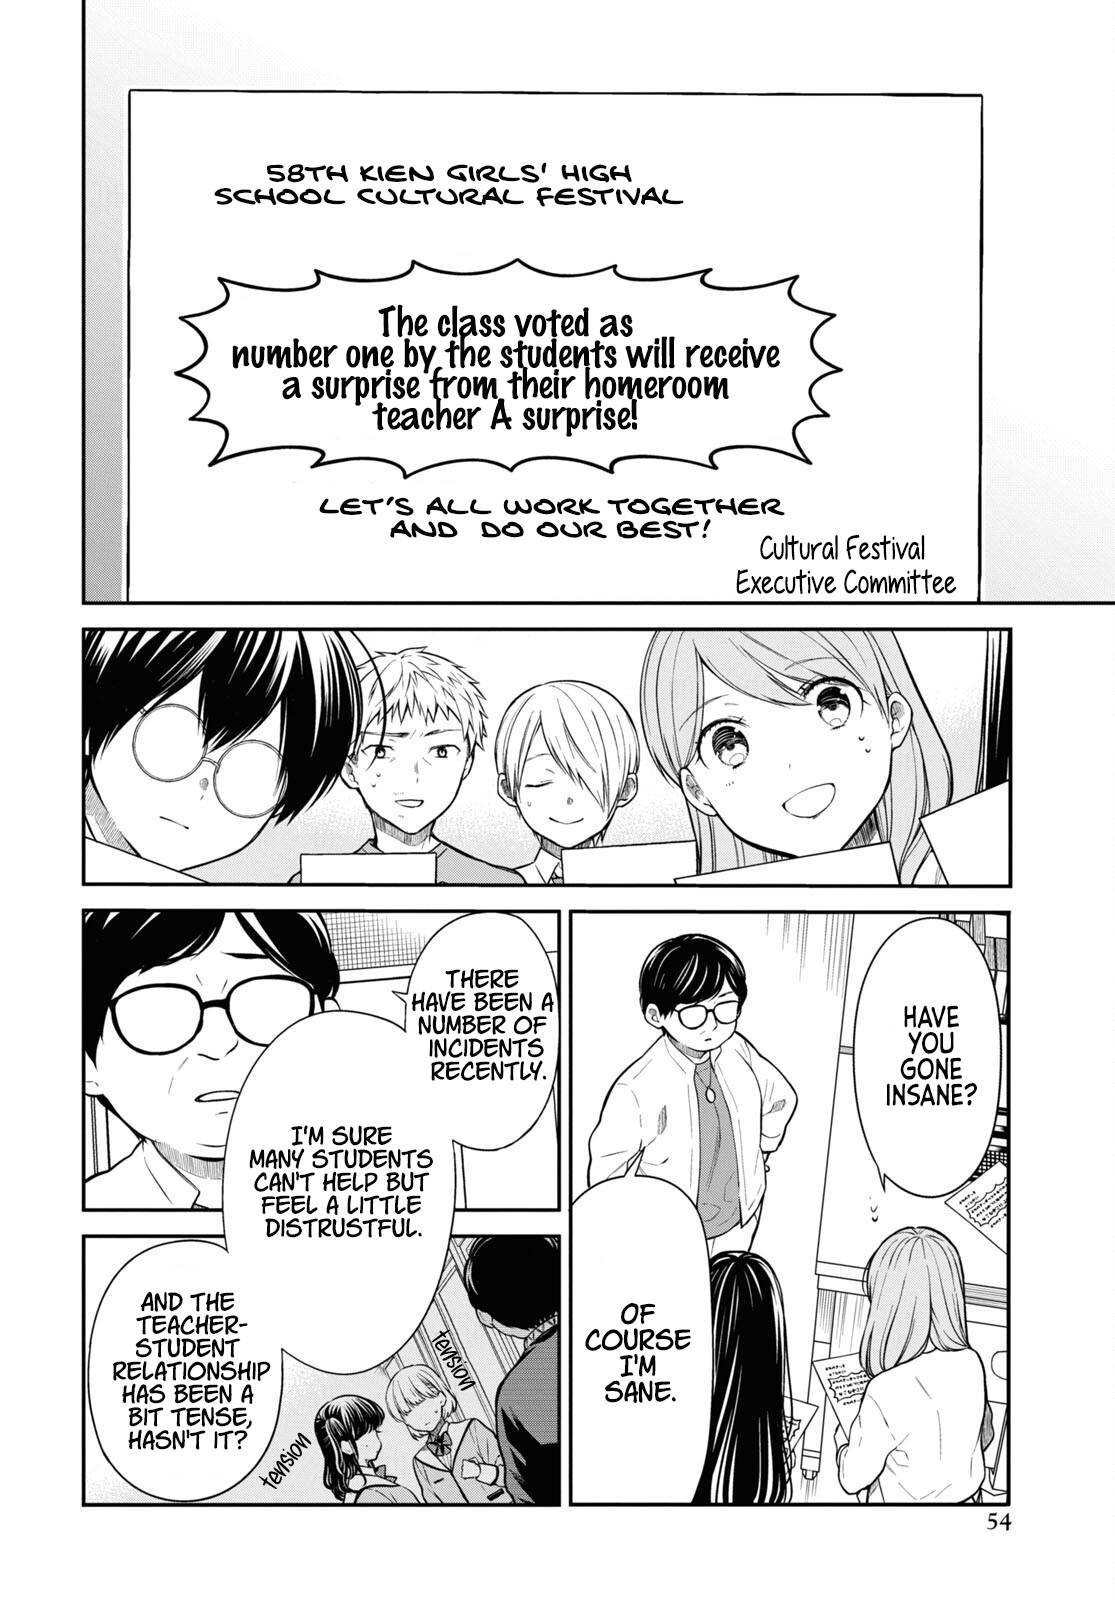 58TH KIEN GIRLS' HIGH
SCHOOL CULTURAL FESTIVAL
The class voted as
number one by the students will receive
a surprise from their homeroom
teacher A surprise!
LET'S ALL WORK TOGETHER
AND DO OUR BEST!
Cultural Festival
Executive Committee
HAVE
YOU
GONE
INSANE?
OF
COURSE
I'M
SANE.
THERE
HAVE BEEN A
NUMBER OF
INCIDENTS
RECENTLY.
I'M SURE
MANY STUDENTS
CAN'T HELP BUT
FEEL A LITTLE
DISTRUSTFUL.
AND THE
TEACHER-
STUDENT
RELATIONSHIP
HAS BEEN A
BIT TENSE,
HASN'T IT?
tension
tension
54